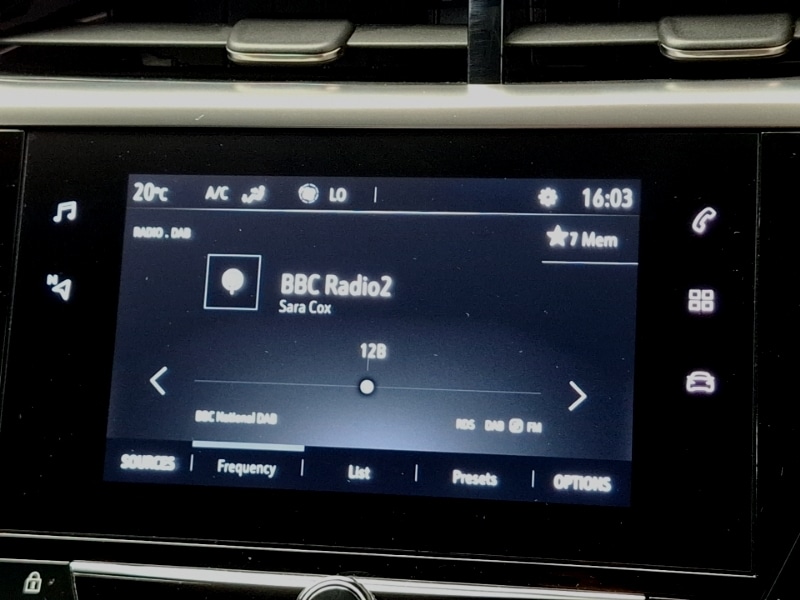 20°C A/C LO 16:03
RADIO . DAB
7 Mem
BBC Radio2
Sara Cox
12B
BBC National DAB
RDS DAB FM
SOURCES Frequency List Presets OPTIONS
N